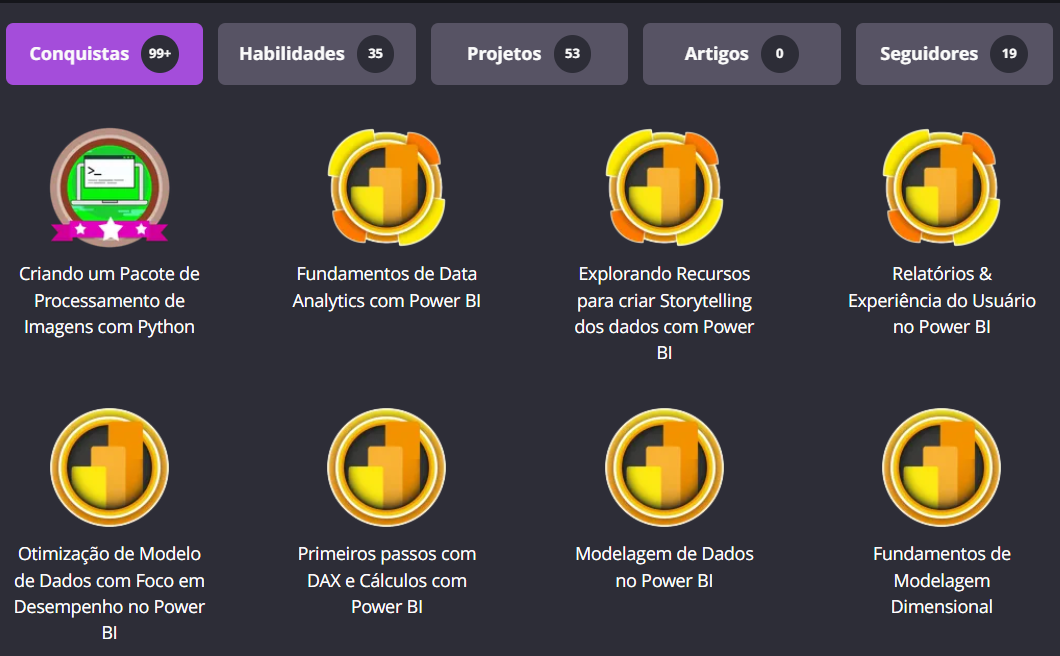 Conquistas 99+ Habilidades 35 Projetos 53 Artigos 0 Seguidores 19
>_
Criando um Pacote de
Processamento de
Imagens com Python
Fundamentos de Data
Analytics com Power BI
Explorando Recursos
para criar Storytelling
dos dados com Power
BI
Relatórios &
Experiência do Usuário
no Power BI
Otimização de Modelo
de Dados com Foco em
Desempenho no Power
BI
Primeiros passos com
DAX e Cálculos com
Power BI
Modelagem de Dados
no Power BI
Fundamentos de
Modelagem
Dimensional